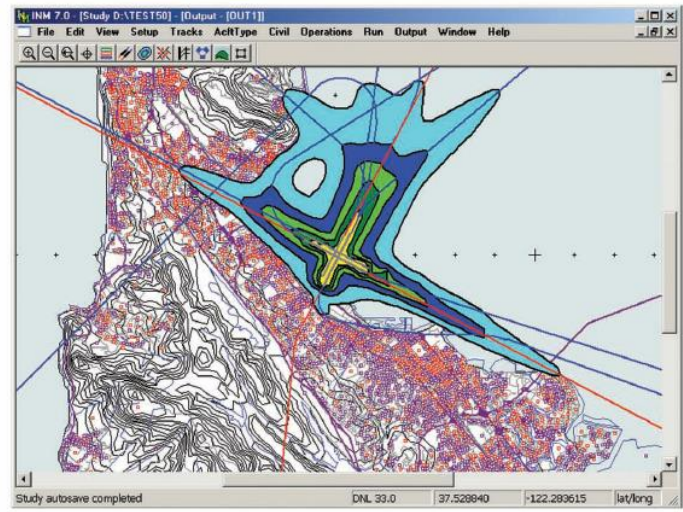 INM 7.0 - [Study D:\TEST50] - [Output - [OUT1]]
File Edit View Setup Tracks AcftType Civil Operations Run Output Window Help
Study autosave completed DNL 33.0 37.528840 -122.283615 lat/long